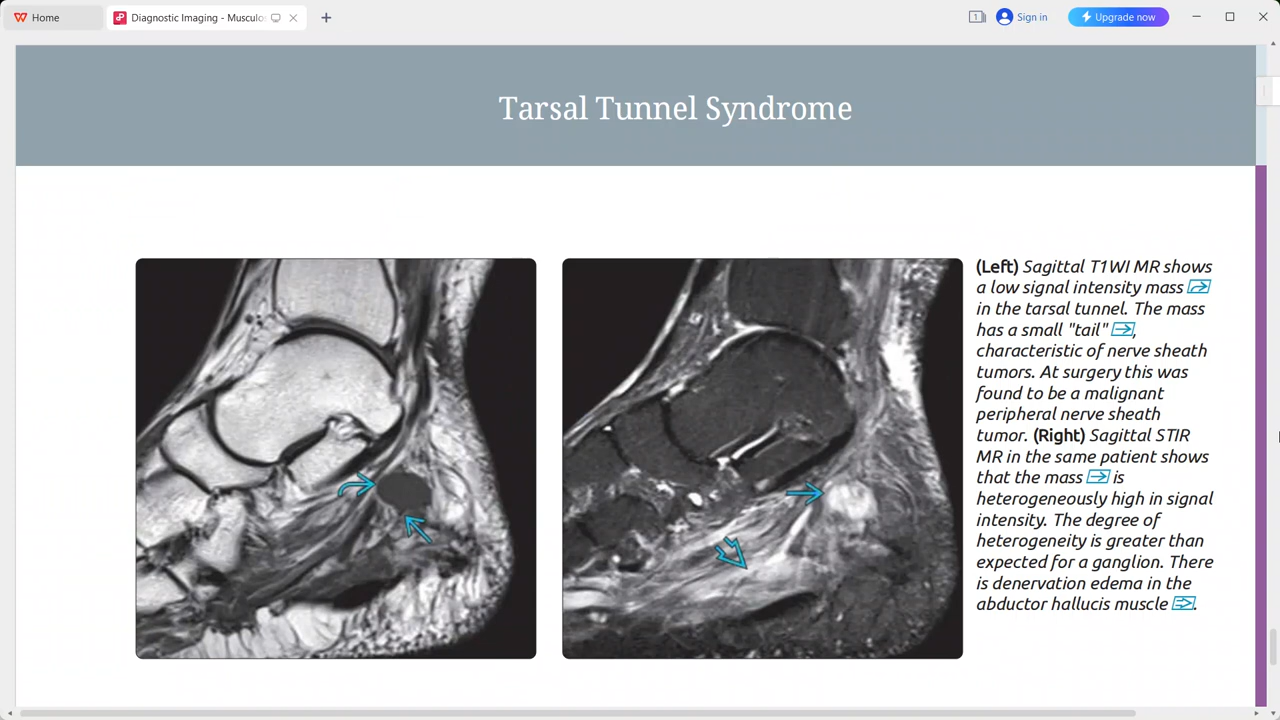 Home
Diagnostic Imaging - Musculos
1
Sign in
Upgrade now
Tarsal Tunnel Syndrome
(Left) Sagittal T1WI MR shows
a low signal intensity mass
in the tarsal tunnel. The mass
has a small "tail" ,
characteristic of nerve sheath
tumors. At surgery this was
found to be a malignant
peripheral nerve sheath
tumor. (Right) Sagittal STIR
MR in the same patient shows
that the mass is
heterogeneously high in signal
intensity. The degree of
heterogeneity is greater than
expected for a ganglion. There
is denervation edema in the
abductor hallucis muscle .